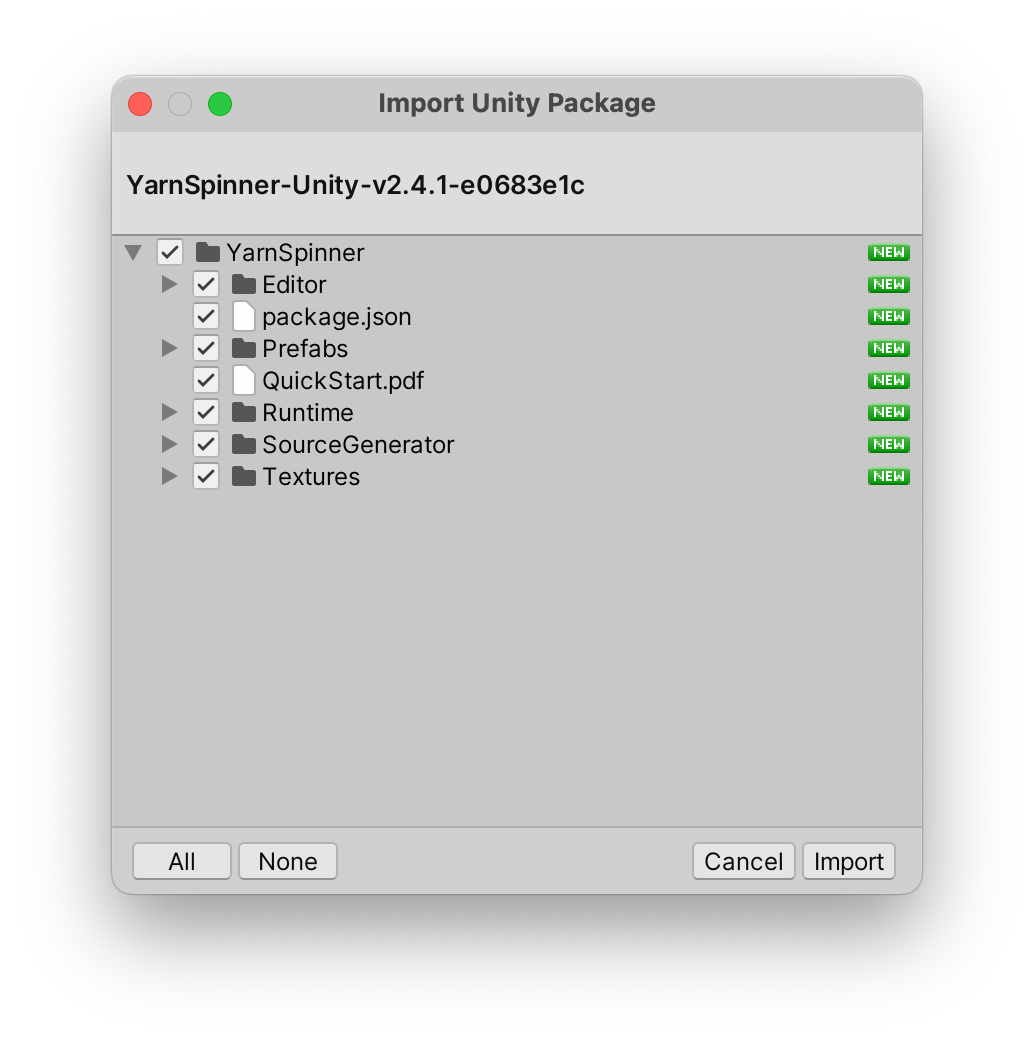 Import Unity Package
YarnSpinner-Unity-v2.4.1-e0683e1c
YarnSpinner NEW
Editor NEW
package.json NEW
Prefabs NEW
QuickStart.pdf NEW
Runtime NEW
SourceGenerator NEW
Textures NEW
All None Cancel Import